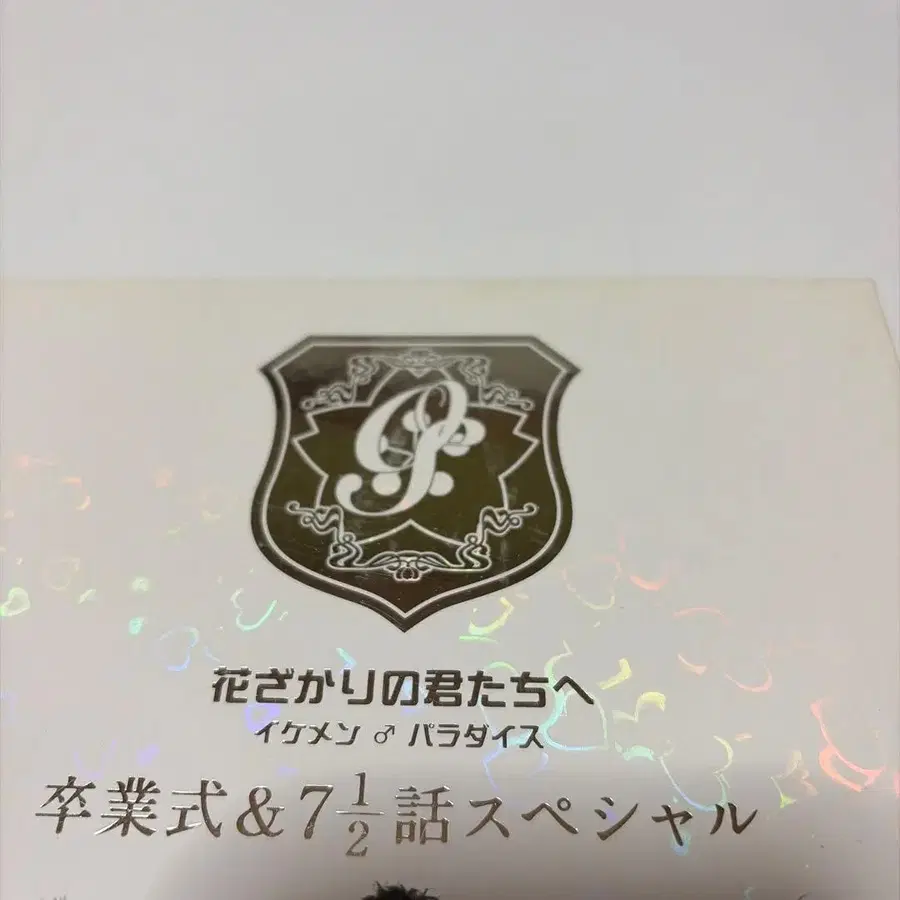 花ざかりの君たちへ
イケメン♂パラダイス
卒業式&7½話スペシャル